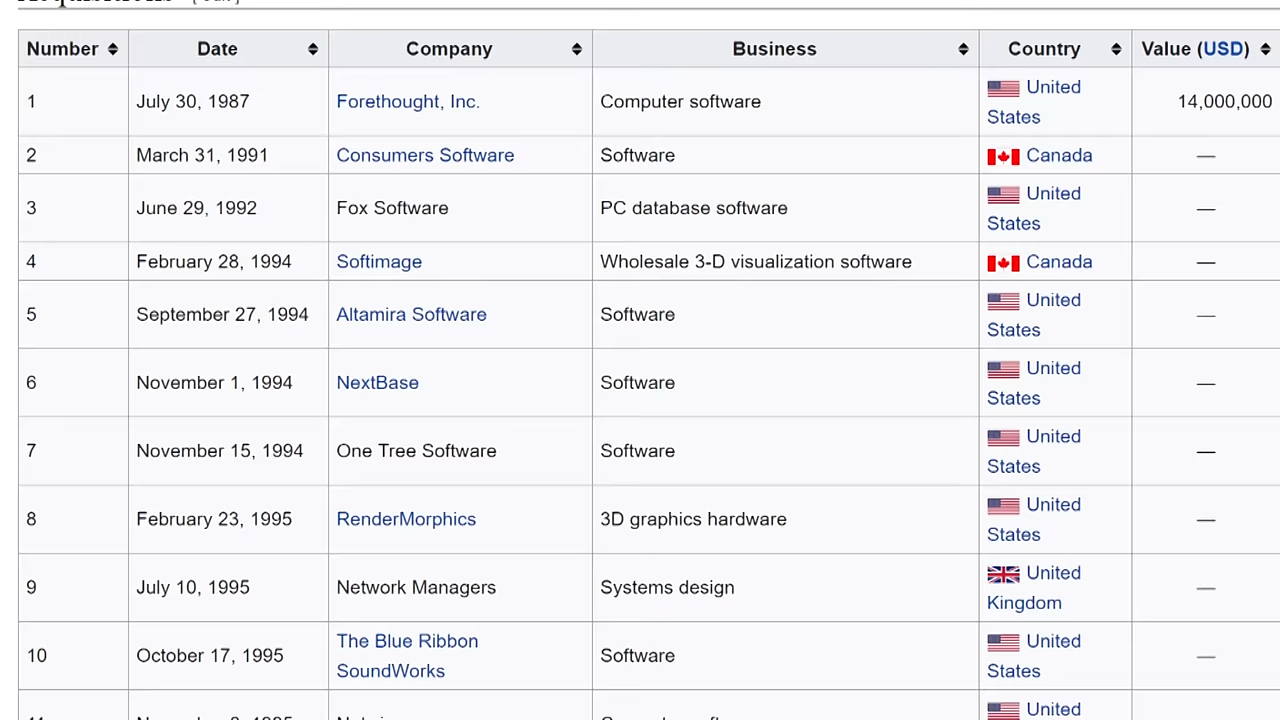 Number Date Company Business Country Value (USD)
1 July 30, 1987 Forethought, Inc. Computer software United States 14,000,000
2 March 31, 1991 Consumers Software Software Canada —
3 June 29, 1992 Fox Software PC database software United States —
4 February 28, 1994 Softimage Wholesale 3-D visualization software Canada —
5 September 27, 1994 Altamira Software Software United States —
6 November 1, 1994 NextBase Software United States —
7 November 15, 1994 One Tree Software Software United States —
8 February 23, 1995 RenderMorphics 3D graphics hardware United States —
9 July 10, 1995 Network Managers Systems design United Kingdom —
10 October 17, 1995 The Blue Ribbon SoundWorks Software United States —
United